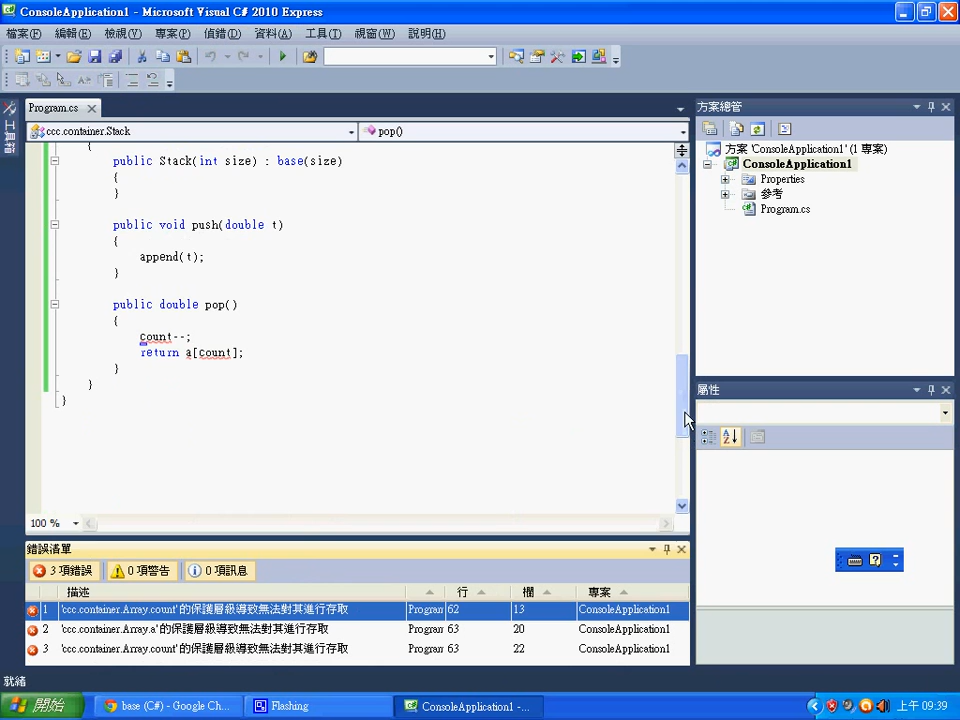 ConsoleApplication1 - Microsoft Visual C# 2010 Express
檔案(F) 編輯(E) 檢視(V) 專案(P) 偵錯(D) 資料(A) 工具(T) 視窗(W) 說明(H)
工具箱
Program.cs
ccc.container.Stack
pop()
{
public Stack(int size) : base(size)
{
}
public void push(double t)
{
append(t);
}
public double pop()
{
count--;
return a[count];
}
}
}
100 %
方案總管
方案 'ConsoleApplication1' (1 專案)
ConsoleApplication1
Properties
參考
Program.cs
屬性
錯誤清單
3 項錯誤 0 項警告 0 項訊息
描述 行 欄 專案
1 'ccc.container.Array.count' 的保護層級導致無法對其進行存取 Program 62 13 ConsoleApplication1
2 'ccc.container.Array.a' 的保護層級導致無法對其進行存取 Program 63 20 ConsoleApplication1
3 'ccc.container.Array.count' 的保護層級導致無法對其進行存取 Program 63 22 ConsoleApplication1
就緒
開始 base (C#) - Google Ch... Flashing ConsoleApplication1 -... 上午 09:39